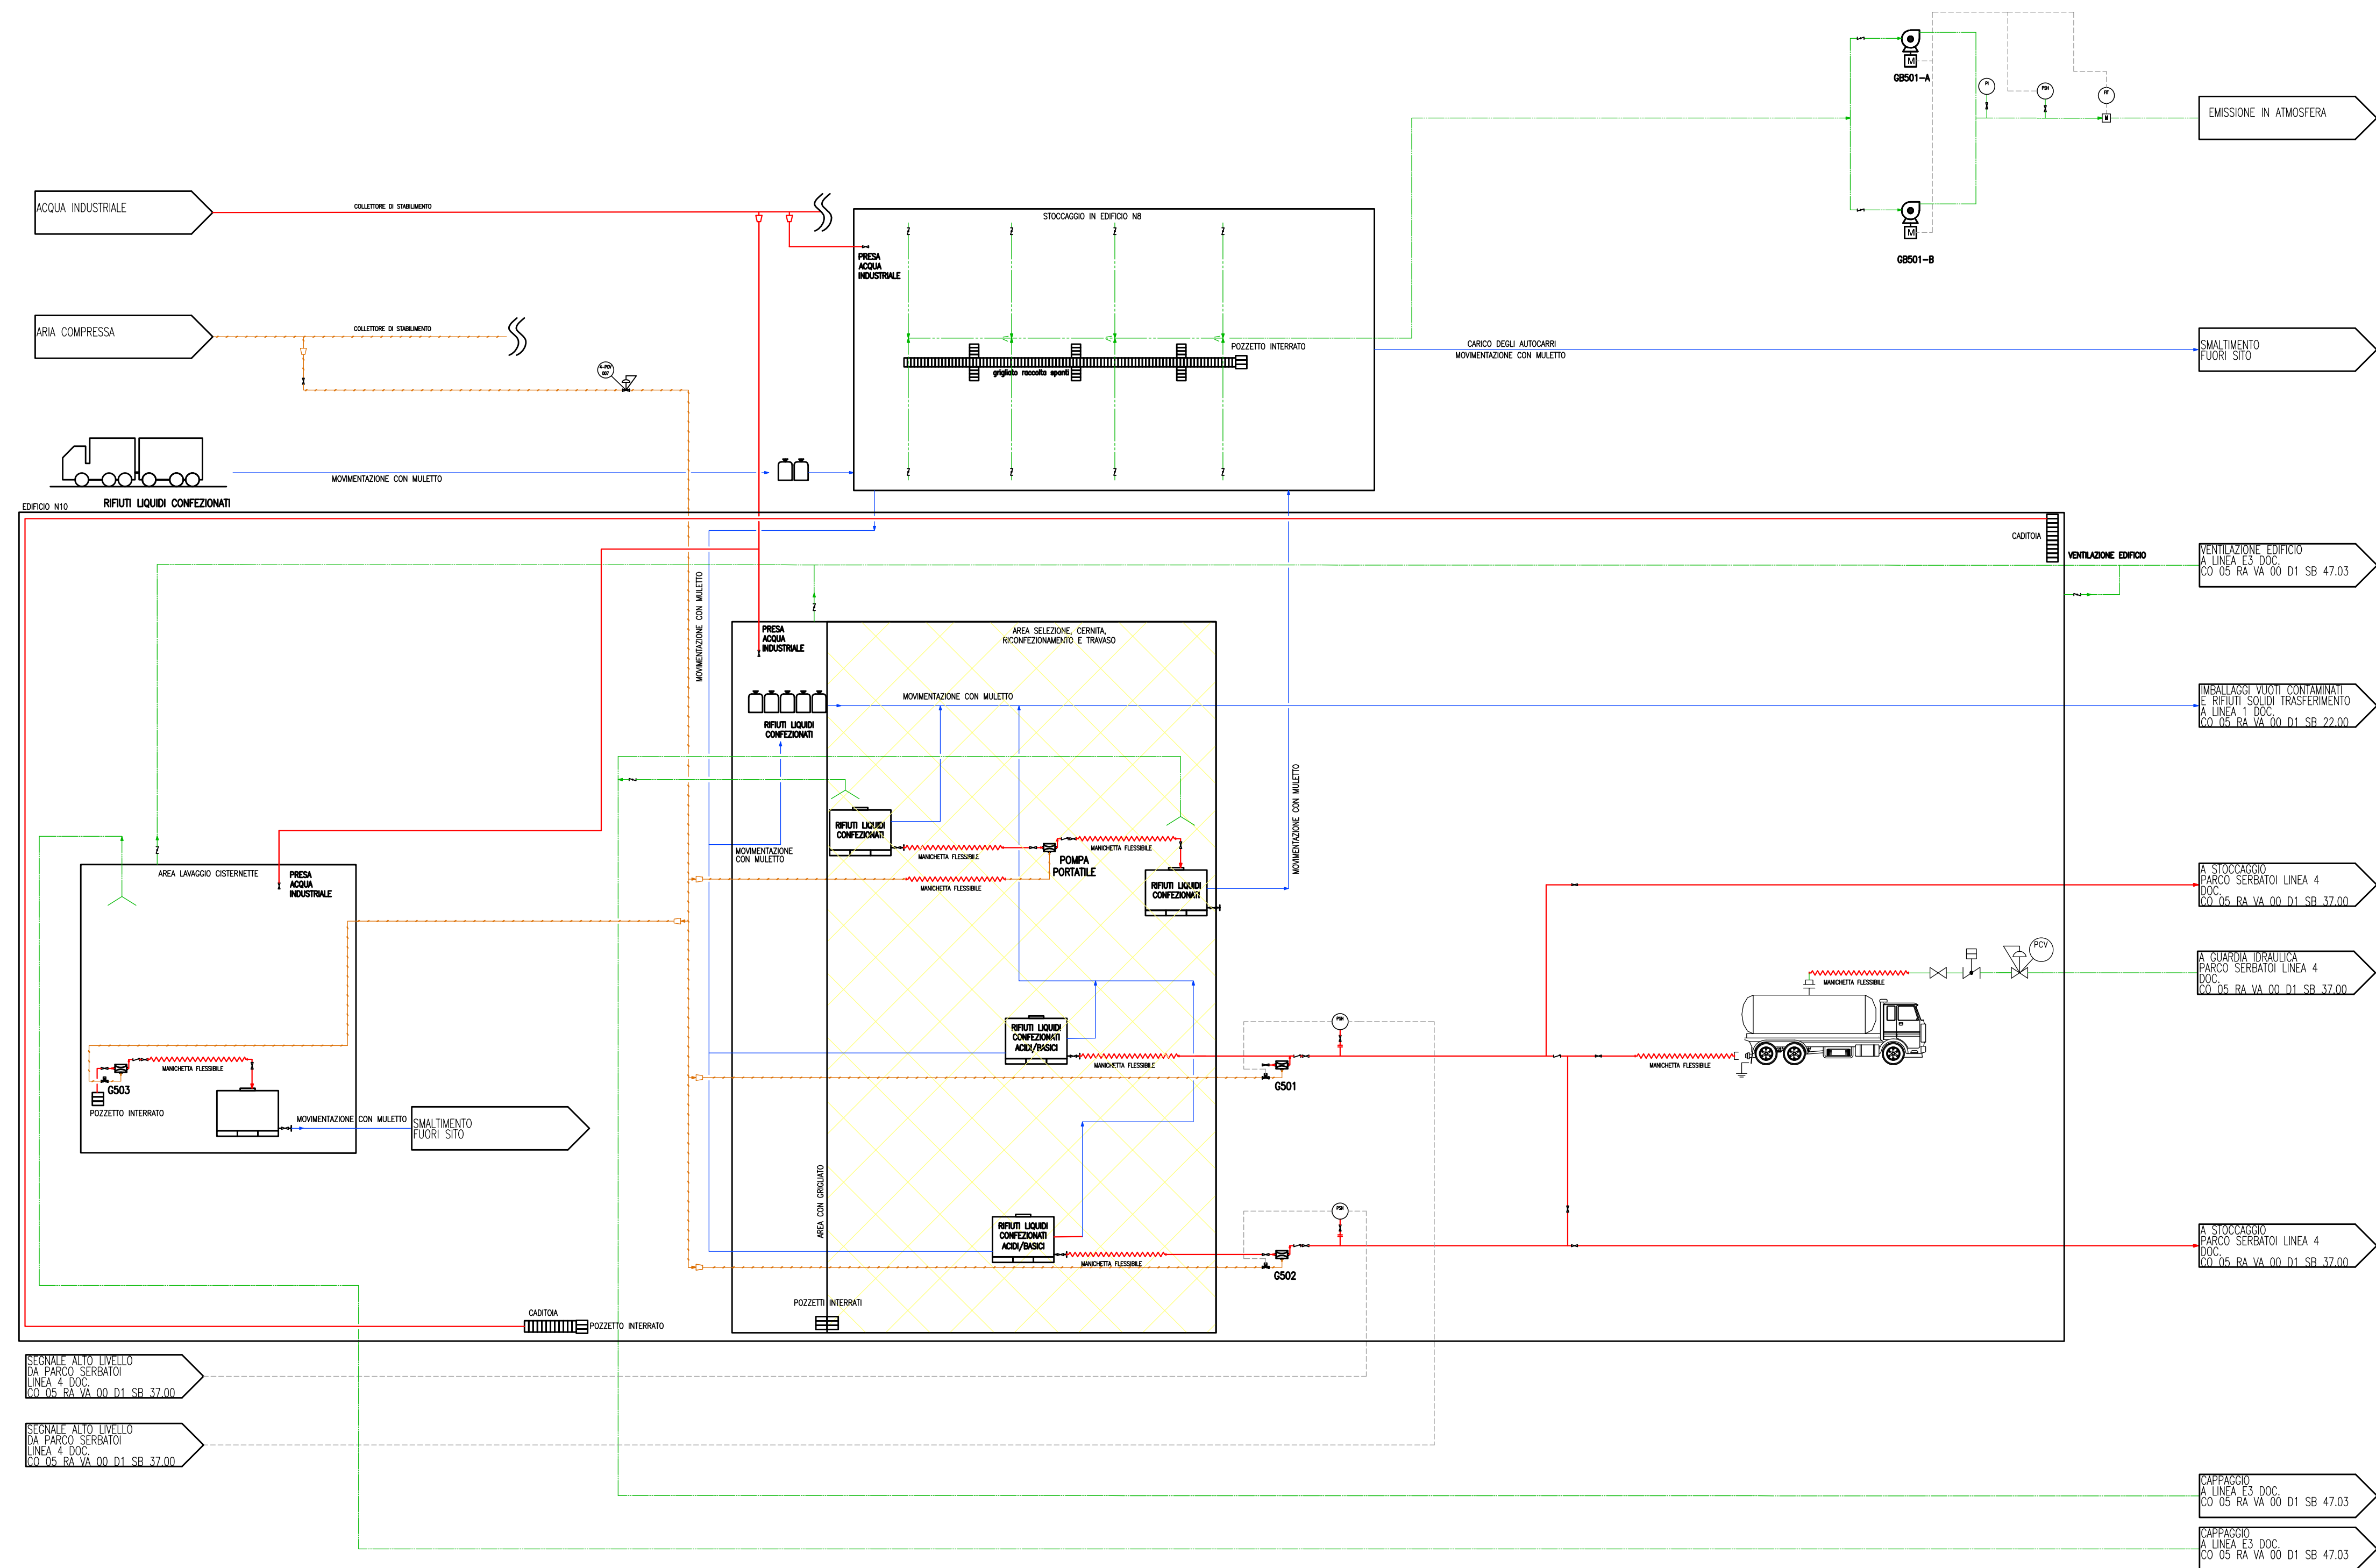 GB501-A
PI
PSH
FIT
M
M
EMISSIONE IN ATMOSFERA
ACQUA INDUSTRIALE
COLLETTORE DI STABILIMENTO
STOCCAGGIO IN EDIFICIO N8
GB501-B
M
PRESA
ACQUA
INDUSTRIALE
ARIA COMPRESSA
COLLETTORE DI STABILIMENTO
POZZETTO INTERRATO
grigliato raccolta spanti
CARICO DEGLI AUTOCARRI
MOVIMENTAZIONE CON MULETTO
SMALTIMENTO
FUORI SITO
MOVIMENTAZIONE CON MULETTO
RIFIUTI LIQUIDI CONFEZIONATI
EDIFICIO N10
CADITOIA
VENTILAZIONE EDIFICIO
VENTILAZIONE EDIFICIO
A LINEA E3 DOC.
CO 05 RA VA 00 D1 SB 47.03
MOVIMENTAZIONE CON MULETTO
PRESA
ACQUA
INDUSTRIALE
AREA SELEZIONE, CERNITA,
RICONFEZIONAMENTO E TRAVASO
MOVIMENTAZIONE CON MULETTO
RIFIUTI LIQUIDI
CONFEZIONATI
IMBALLAGGI VUOTI CONTAMINATI
E RIFIUTI SOLIDI TRASFERIMENTO
A LINEA 1 DOC.
CO 05 RA VA 00 D1 SB 22.00
MOVIMENTAZIONE CON MULETTO
RIFIUTI LIQUIDI
CONFEZIONATI
MOVIMENTAZIONE
CON MULETTO
MANICHETTA FLESSIBILE
POMPA
PORTATILE
MANICHETTA FLESSIBILE
MANICHETTA FLESSIBILE
RIFIUTI LIQUIDI
CONFEZIONATI
AREA LAVAGGIO CISTERNETTE
PRESA
ACQUA
INDUSTRIALE
A STOCCAGGIO
PARCO SERBATOI LINEA 4
DOC.
CO 05 RA VA 00 D1 SB 37.00
PCV
A GUARDIA IDRAULICA
PARCO SERBATOI LINEA 4
DOC.
CO 05 RA VA 00 D1 SB 37.00
MANICHETTA FLESSIBILE
RIFIUTI LIQUIDI
CONFEZIONATI
ACIDI/BASICI
PSH
MANICHETTA FLESSIBILE
G501
MANICHETTA FLESSIBILE
MANICHETTA FLESSIBILE
G503
POZZETTO INTERRATO
MOVIMENTAZIONE CON MULETTO
SMALTIMENTO
FUORI SITO
AREA CON GRIGLIATO
RIFIUTI LIQUIDI
CONFEZIONATI
ACIDI/BASICI
PSH
MANICHETTA FLESSIBILE
G502
A STOCCAGGIO
PARCO SERBATOI LINEA 4
DOC.
CO 05 RA VA 00 D1 SB 37.00
POZZETTI INTERRATI
CADITOIA
POZZETTO INTERRATO
SEGNALE ALTO LIVELLO
DA PARCO SERBATOI
LINEA 4 DOC.
CO 05 RA VA 00 D1 SB 37.00
SEGNALE ALTO LIVELLO
DA PARCO SERBATOI
LINEA 4 DOC.
CO 05 RA VA 00 D1 SB 37.00
CAPPAGGIO
A LINEA E3 DOC.
CO 05 RA VA 00 D1 SB 47.03
CAPPAGGIO
A LINEA E3 DOC.
CO 05 RA VA 00 D1 SB 47.03